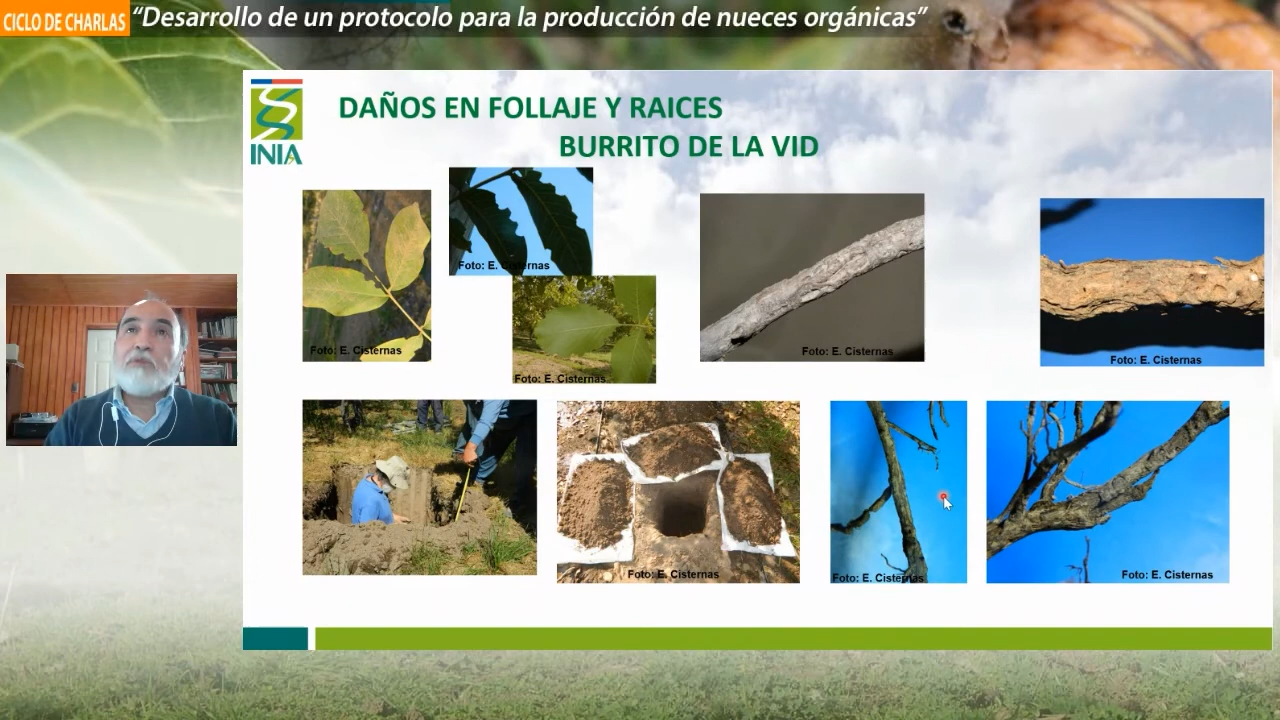 CICLO DE CHARLAS
“Desarrollo de un protocolo para la producción de nueces orgánicas”
INIA
DAÑOS EN FOLLAJE Y RAICES
BURRITO DE LA VID
Foto: E. Cisternas
Foto: E. Cisternas
Foto: E. Cisternas
Foto: E. Cisternas
Foto: E. Cisternas
Foto: E. Cisternas
Foto: E. Cisternas
Foto: E. Cisternas